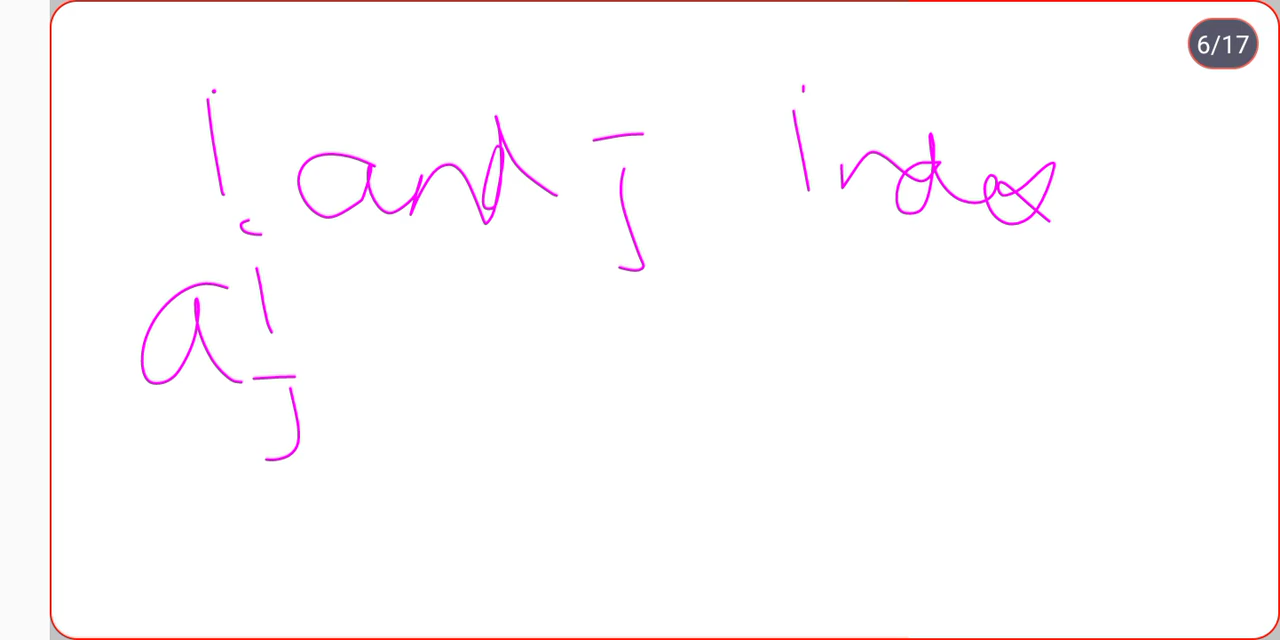 6/17
i and j index
a i j